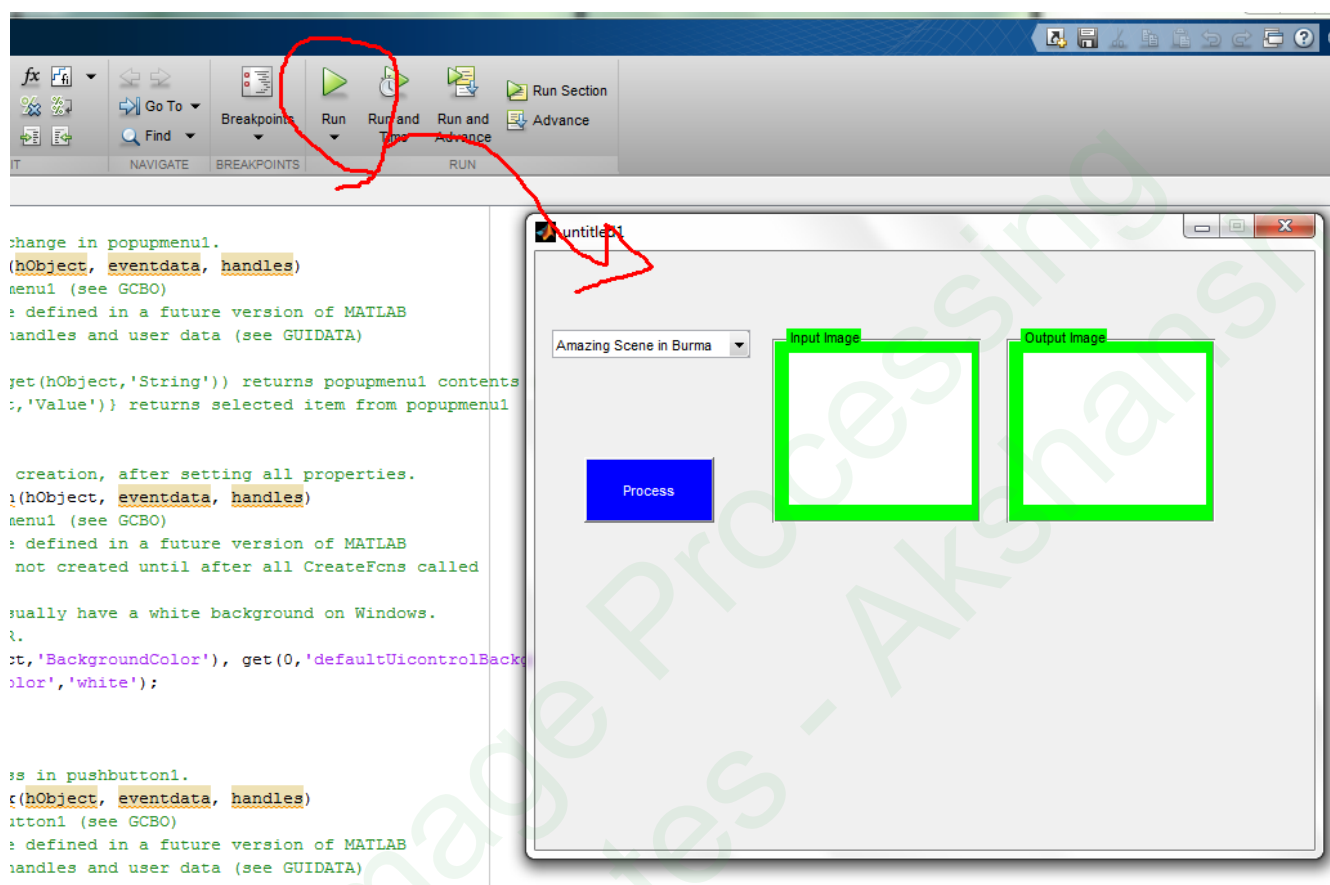 fx
Go To
Find
Breakpoints
Run
Run and Time
Run and Advance
Run Section
Advance
NAVIGATE
BREAKPOINTS
RUN
change in popupmenu1.
(hObject, eventdata, handles)
menu1 (see GCBO)
e defined in a future version of MATLAB
handles and user data (see GUIDATA)
get(hObject,'String')) returns popupmenu1 contents
t,'Value')} returns selected item from popupmenu1
creation, after setting all properties.
n(hObject, eventdata, handles)
menu1 (see GCBO)
e defined in a future version of MATLAB
not created until after all CreateFcns called
sually have a white background on Windows.
R.
ct,'BackgroundColor'), get(0,'defaultUicontrolBackg
olor','white');
ss in pushbutton1.
k(hObject, eventdata, handles)
utton1 (see GCBO)
e defined in a future version of MATLAB
handles and user data (see GUIDATA)
untitled1
Amazing Scene in Burma
Input Image
Output Image
Process
mage Processing
tes - Akshansh